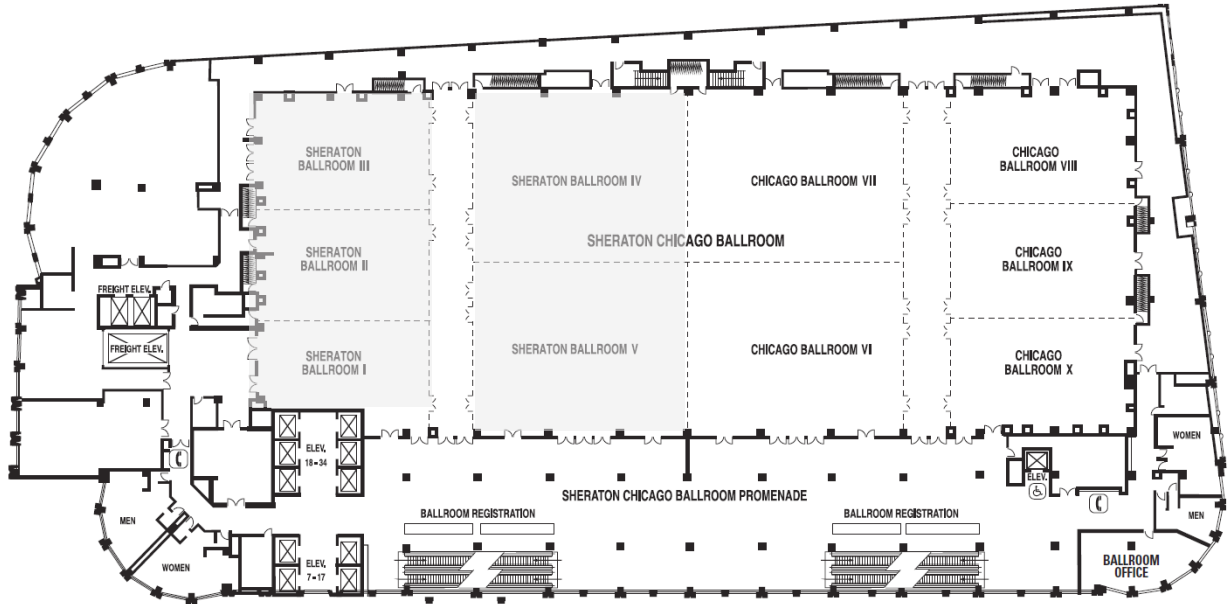 SHERATON
BALLROOM III
SHERATON BALLROOM IV
CHICAGO BALLROOM VII
CHICAGO
BALLROOM VIII
SHERATON
BALLROOM II
SHERATON CHICAGO BALLROOM
CHICAGO
BALLROOM IX
FREIGHT ELEV.
FREIGHT ELEV.
SHERATON
BALLROOM I
SHERATON BALLROOM V
CHICAGO BALLROOM VI
CHICAGO
BALLROOM X
ELEV.
18-34
WOMEN
ELEV.
SHERATON CHICAGO BALLROOM PROMENADE
MEN
BALLROOM REGISTRATION
BALLROOM REGISTRATION
MEN
WOMEN
ELEV.
7-17
BALLROOM
OFFICE